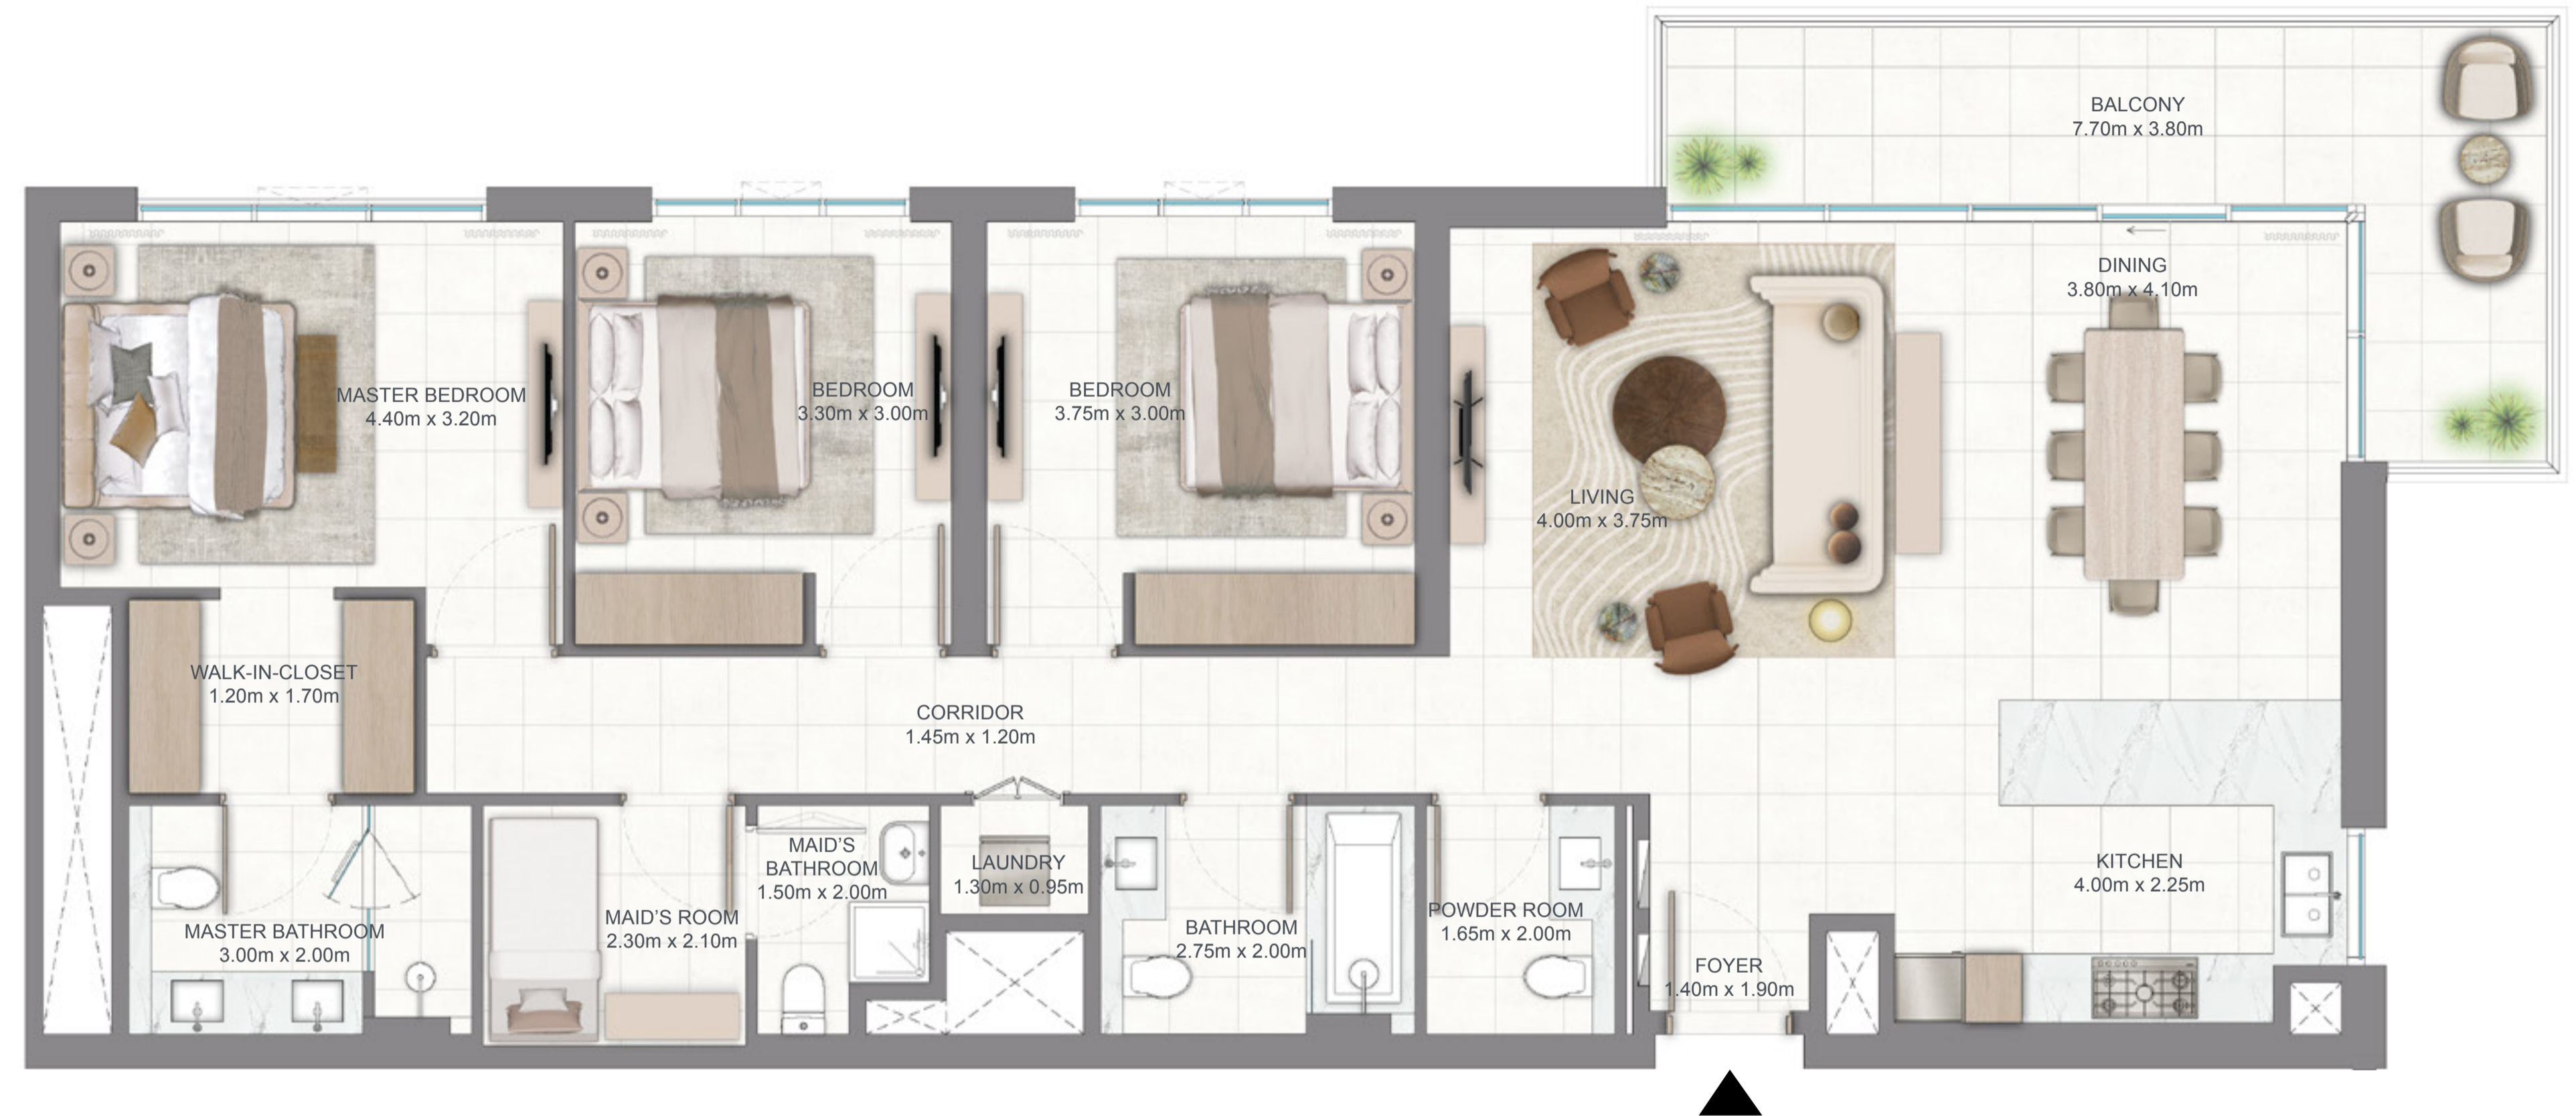 BALCONY
7.70m x 3.80m
DINING
3.80m x 4.10m
MASTER BEDROOM
4.40m x 3.20m
BEDROOM
3.30m x 3.00m
BEDROOM
3.75m x 3.00m
LIVING
4.00m x 3.75m
WALK-IN-CLOSET
1.20m x 1.70m
CORRIDOR
1.45m x 1.20m
MASTER BATHROOM
3.00m x 2.00m
MAID'S ROOM
2.30m x 2.10m
MAID'S
BATHROOM
1.50m x 2.00m
LAUNDRY
1.30m x 0.95m
BATHROOM
2.75m x 2.00m
POWDER ROOM
1.65m x 2.00m
FOYER
1.40m x 1.90m
KITCHEN
4.00m x 2.25m